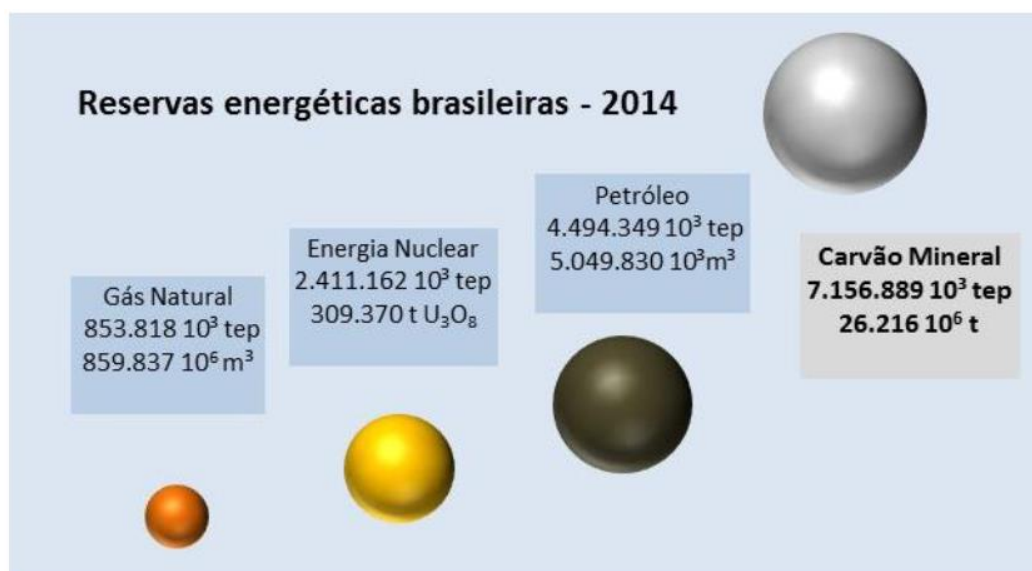 Reservas energéticas brasileiras - 2014
Gás Natural
853.818 10³ tep
859.837 10⁶ m³
Energia Nuclear
2.411.162 10³ tep
309.370 t U₃O₈
Petróleo
4.494.349 10³ tep
5.049.830 10³m³
Carvão Mineral
7.156.889 10³ tep
26.216 10⁶ t